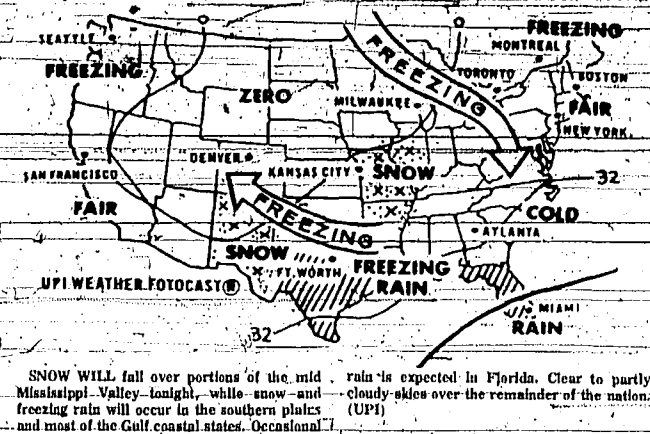 FREEZING
SEATTLE
MONTREAL
FREEZING
TORONTO
BOSTON
ZERO
FREEZING
MILWAUKEE
FAIR
NEW YORK
DENVER
KANSAS CITY
SNOW
SAN FRANCISCO
32
FAIR
FREEZING
COLD
ATLANTA
SNOW
FT. WORTH
FREEZING
RAIN
UPI WEATHER FOTOCAST ®
MIAMI
RAIN
32
SNOW WILL fall over portions of the mid
Mississippi Valley tonight, while snow and
freezing rain will occur in the southern plains
and most of the Gulf coastal states. Occasional
rain is expected in Florida. Clear to partly
cloudy skies over the remainder of the nation.
(UPI)